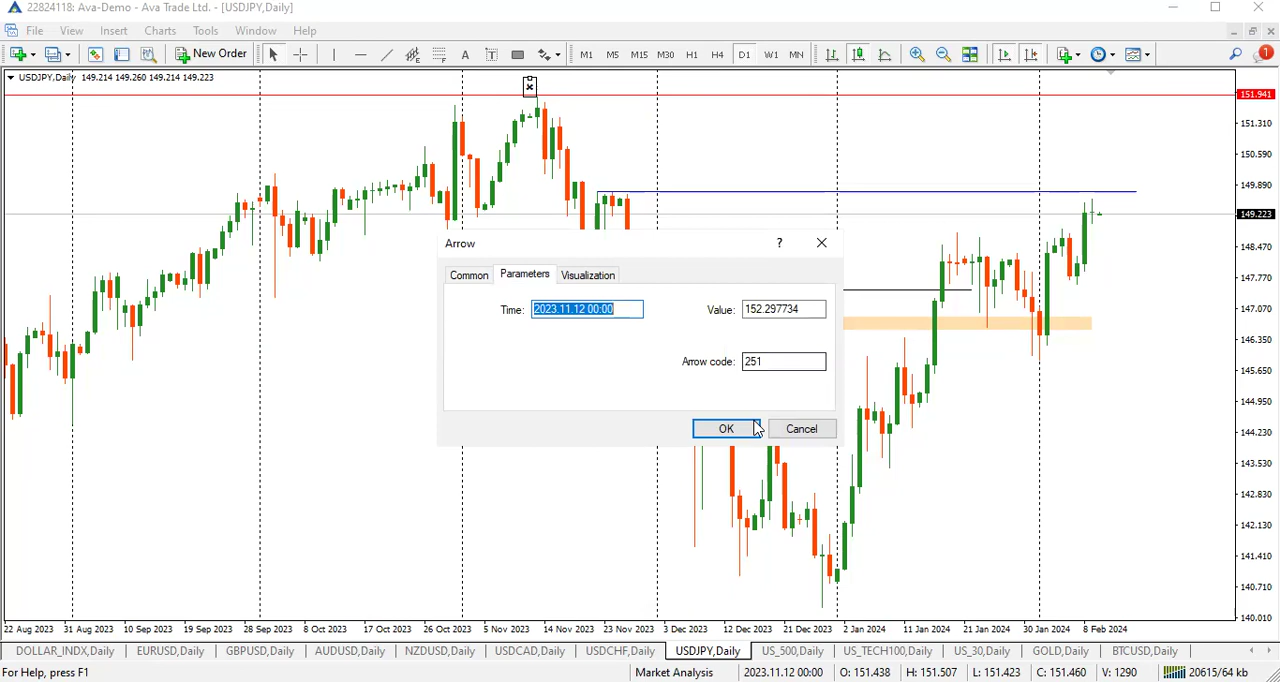 22824118: Ava-Demo - Ava Trade Ltd. - [USDJPY,Daily]
File View Insert Charts Tools Window Help
New Order A T M1 M5 M15 M30 H1 H4 D1 W1 MN 1
USDJPY,Daily 149.214 149.260 149.214 149.223
151.941
151.310
150.590
149.890
149.223
148.470
147.770
147.070
146.350
145.650
144.950
144.230
143.530
142.830
142.130
141.410
140.710
140.010
Arrow ?
Common Parameters Visualization
Time: 2023.11.12 00:00 Value: 152.297734
Arrow code: 251
OK Cancel
22 Aug 2023 31 Aug 2023 10 Sep 2023 19 Sep 2023 28 Sep 2023 8 Oct 2023 17 Oct 2023 26 Oct 2023 5 Nov 2023 14 Nov 2023 23 Nov 2023 3 Dec 2023 12 Dec 2023 21 Dec 2023 2 Jan 2024 11 Jan 2024 21 Jan 2024 30 Jan 2024 8 Feb 2024
DOLLAR_INDX,Daily EURUSD,Daily GBPUSD,Daily AUDUSD,Daily NZDUSD,Daily USDCAD,Daily USDCHF,Daily USDJPY,Daily US_500,Daily US_TECH100,Daily US_30,Daily GOLD,Daily BTCUSD,Daily
For Help, press F1 Market Analysis 2023.11.12 00:00 O: 151.438 H: 151.507 L: 151.423 C: 151.460 V: 1290 20615/64 kb